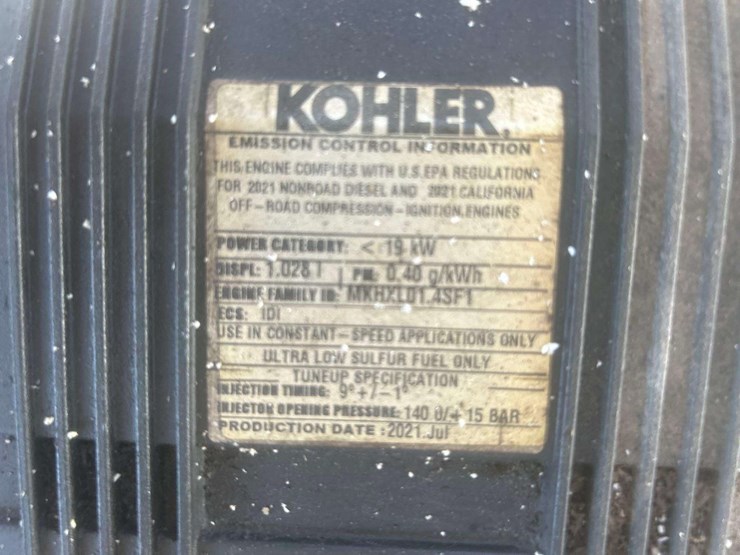 KOHLER.
EMISSION CONTROL INFORMATION
THIS ENGINE COMPLIES WITH U.S.EPA REGULATIONS
FOR 2021 NONROAD DIESEL AND 2021 CALIFORNIA
OFF-ROAD COMPRESSION-IGNITION ENGINES
POWER CATEGORY: < 19 kW
DISPL: 1.028 l PM: 0.40 g/kWh
ENGINE FAMILY ID: MKHXL01.4SF1
ECS: IDI
USE IN CONSTANT-SPEED APPLICATIONS ONLY
ULTRA LOW SULFUR FUEL ONLY
TUNEUP SPECIFICATION
INJECTION TIMING: 9°+/-1°
INJECTOR OPENING PRESSURE: 140 0/+15 BAR
PRODUCTION DATE :2021.Jul